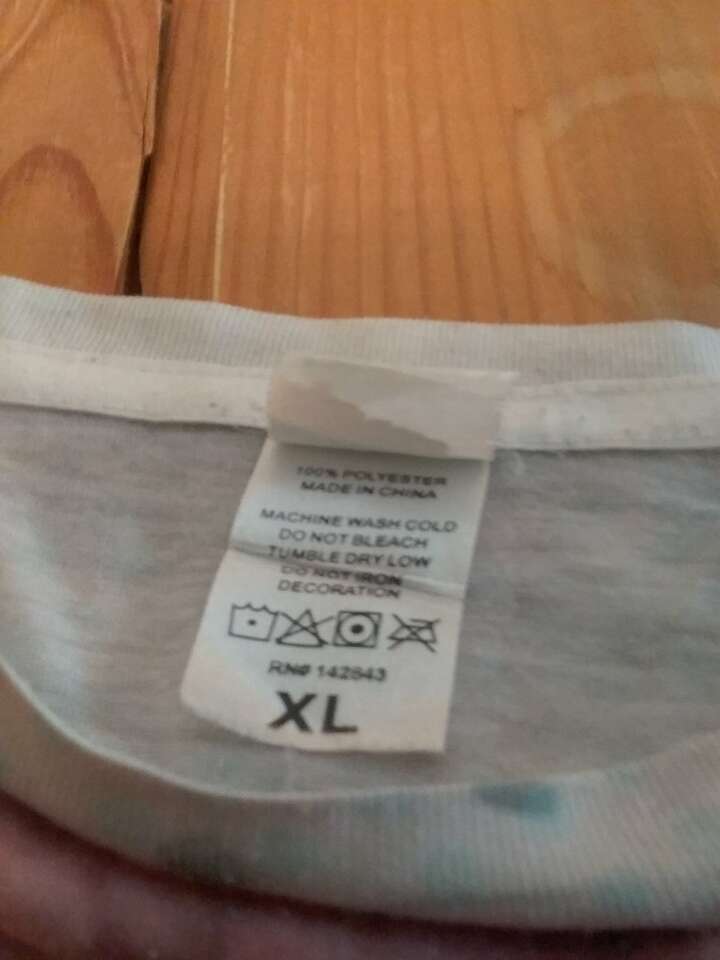 100% POLYESTER
MADE IN CHINA
MACHINE WASH COLD
DO NOT BLEACH
TUMBLE DRY LOW
DO NOT IRON
DECORATION
RN# 142843
XL